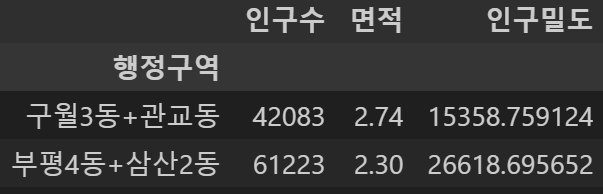 인구수 면적 인구밀도
행정구역
구월3동+관교동 42083 2.74 15358.759124
부평4동+삼산2동 61223 2.30 26618.695652